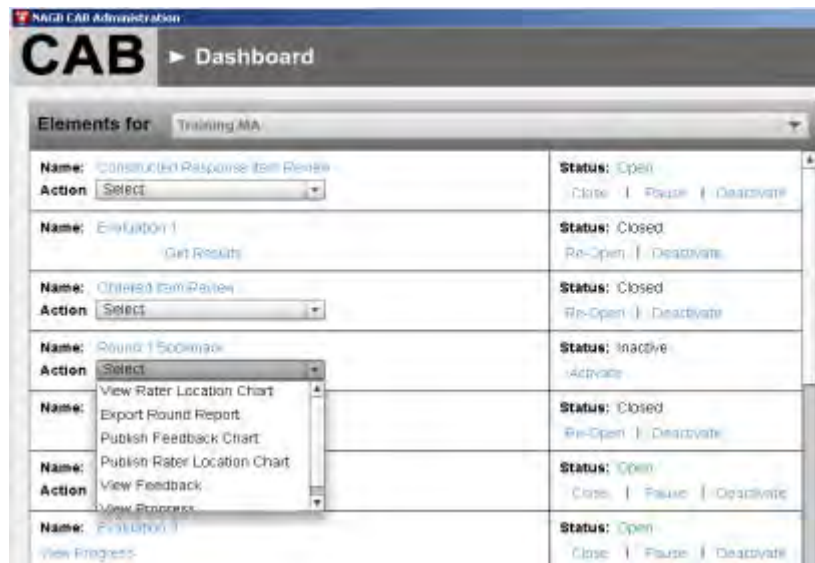 NAGB CAB Administration
CAB ► Dashboard
Elements for Training MA
Name: Constructed Response Item Review Status: Open
Action Select Close | Pause | Deactivate
Name: Evaluation 1 Status: Closed
Get Results Re-Open | Deactivate
Name: Ordered Item Review Status: Closed
Action Select Re-Open | Deactivate
Name: Round 1 Bookmark Status: Inactive
Action Select Activate
View Rater Location Chart
Name: Export Round Report Status: Closed
Publish Feedback Chart Re-Open | Deactivate
Publish Rater Location Chart
Name: Status: Open
Action View Feedback Close | Pause | Deactivate
View Progress
Name: Evaluation Status: Open
View Progress Close | Pause | Deactivate